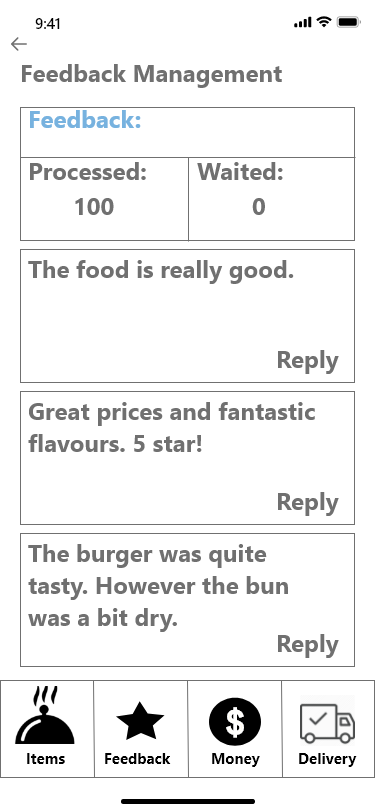 9:41
Feedback Management
Feedback:
Processed: Waited:
100 0
The food is really good.
Reply
Great prices and fantastic
flavours. 5 star!
Reply
The burger was quite
tasty. However the bun
was a bit dry.
Reply
$
Items Feedback Money Delivery